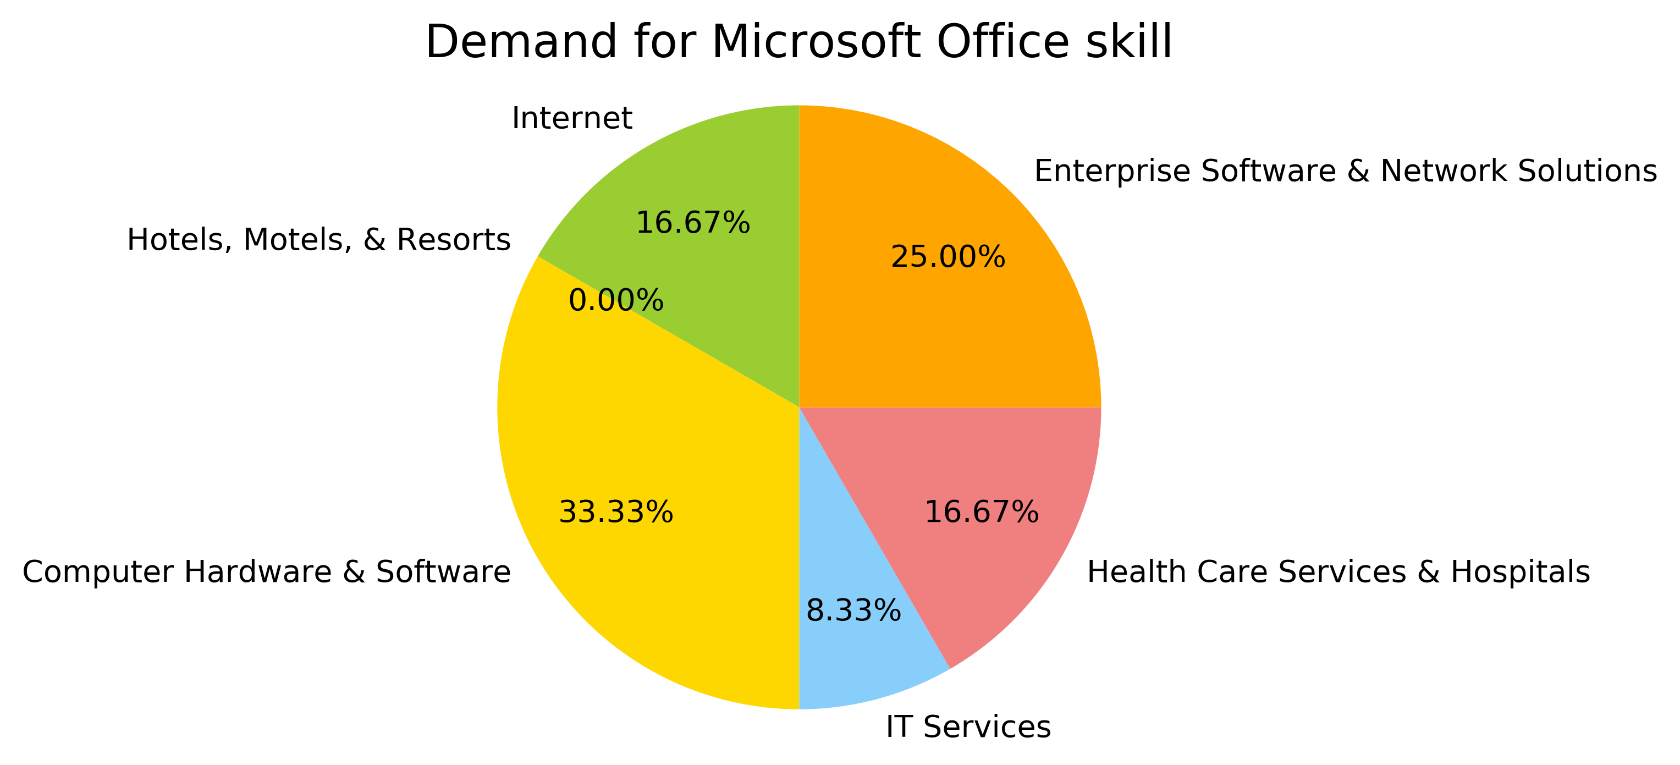 Demand for Microsoft Office skill
Internet
Enterprise Software & Network Solutions
16.67%
Hotels, Motels, & Resorts
25.00%
0.00%
33.33%
16.67%
Computer Hardware & Software
Health Care Services & Hospitals
8.33%
IT Services